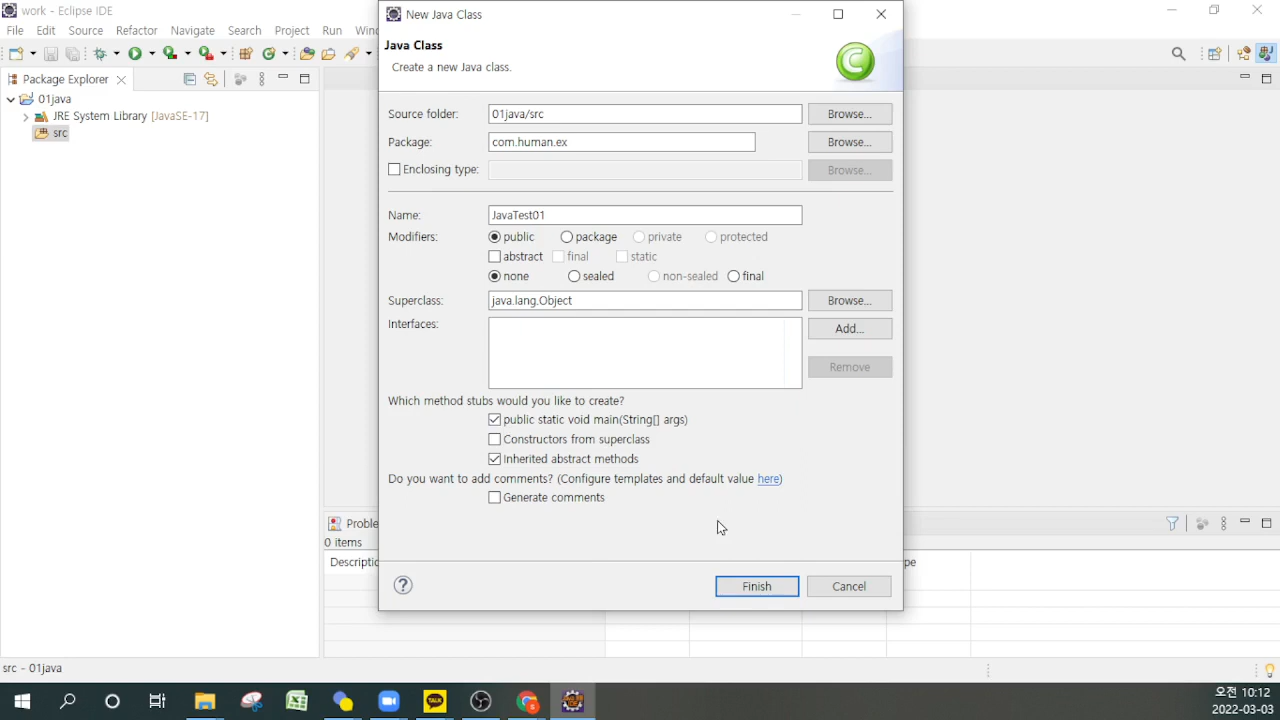 work - Eclipse IDE
New Java Class
File Edit Source Refactor Navigate Search Project Run
Java Class
Create a new Java class.
Package Explorer
01java
JRE System Library [JavaSE-17]
src
Source folder: 01java/src Browse...
Package: com.human.ex Browse...
Enclosing type: Browse...
Name: JavaTest01
Modifiers: public package private protected
abstract final static
none sealed non-sealed final
Superclass: java.lang.Object Browse...
Interfaces: Add...
Remove
Which method stubs would you like to create?
public static void main(String[] args)
Constructors from superclass
Inherited abstract methods
Do you want to add comments? (Configure templates and default value here)
Generate comments
Finish Cancel
0 items
src - 01java
TALK
오전 10:12
2022-03-03